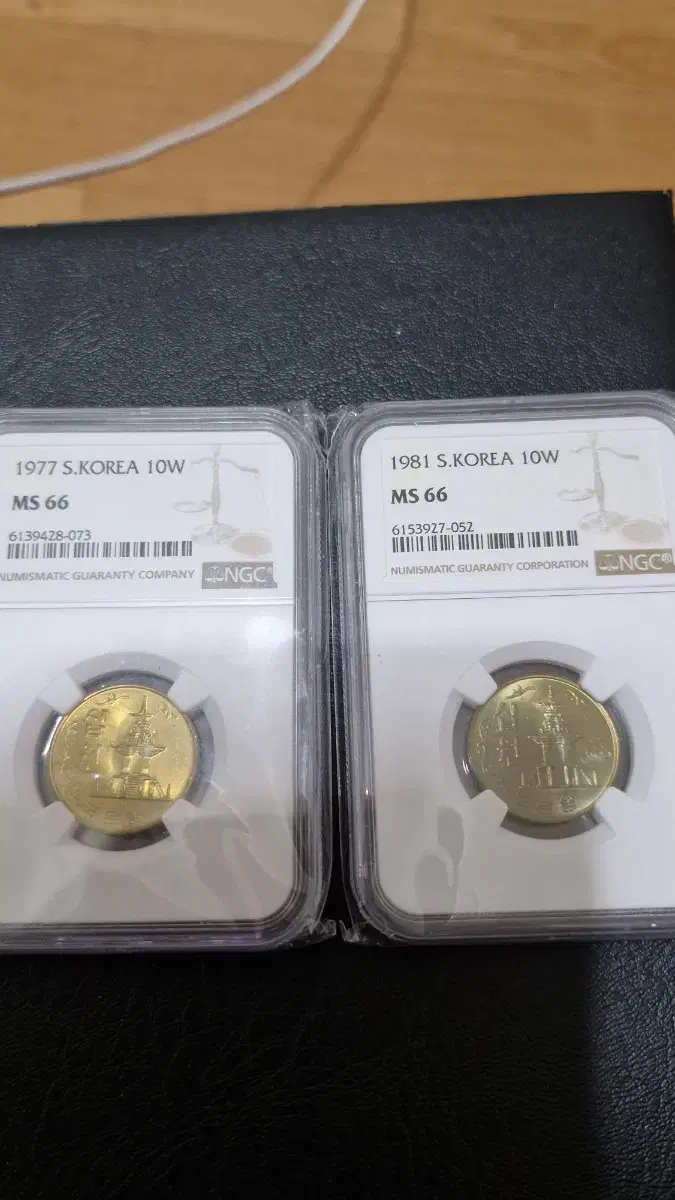 1977 S.KOREA 10W
MS 66
6139428-073
NUMISMATIC GUARANTY COMPANY
NGC
1981 S.KOREA 10W
MS 66
6153927-052
NUMISMATIC GUARANTY CORPORATION
NGC®